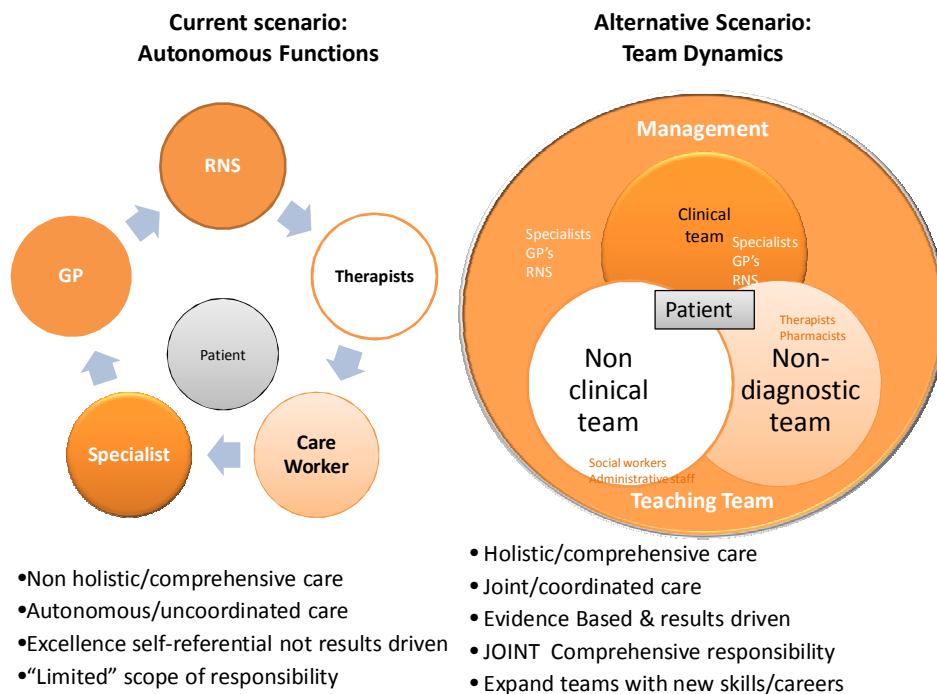 Current scenario:
Autonomous Functions
RNS
GP
Therapists
Patient
Specialist
Care
Worker
•Non holistic/comprehensive care
•Autonomous/uncoordinated care
•Excellence self-referential not results driven
•“Limited” scope of responsibility
Alternative Scenario:
Team Dynamics
Management
Clinical
team
Specialists
GP's
RNS
Specialists
GP's
RNS
Patient
Therapists
Pharmacists
Non
clinical
team
Non-
diagnostic
team
Social workers
Administrative staff
Teaching Team
• Holistic/comprehensive care
• Joint/coordinated care
• Evidence Based & results driven
• JOINT Comprehensive responsibility
• Expand teams with new skills/careers